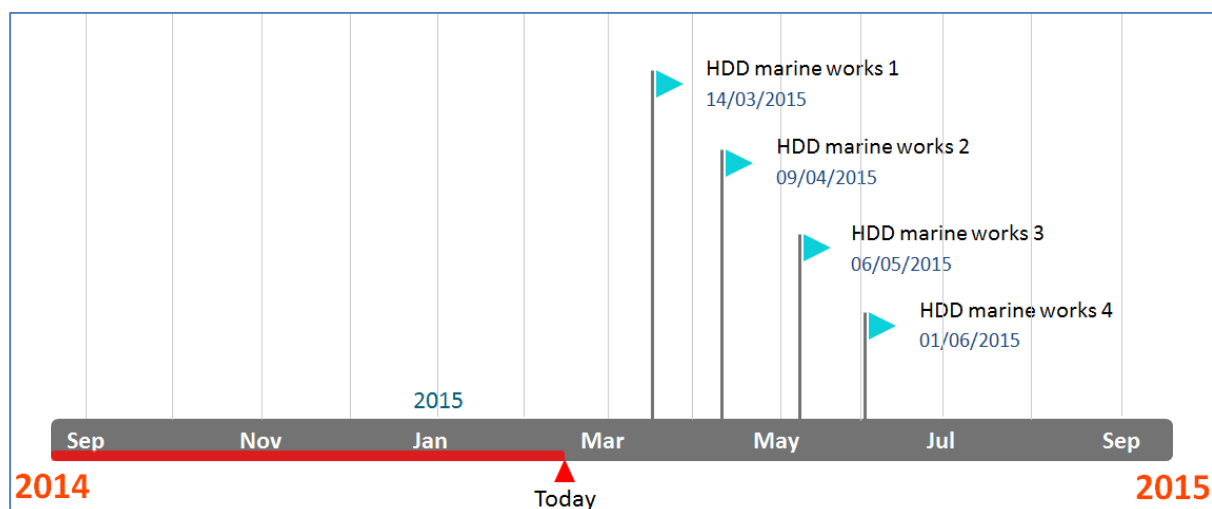 HDD marine works 1
14/03/2015
HDD marine works 2
09/04/2015
HDD marine works 3
06/05/2015
HDD marine works 4
01/06/2015
2015
Sep Nov Jan Mar May Jul Sep
2014 2015
Today